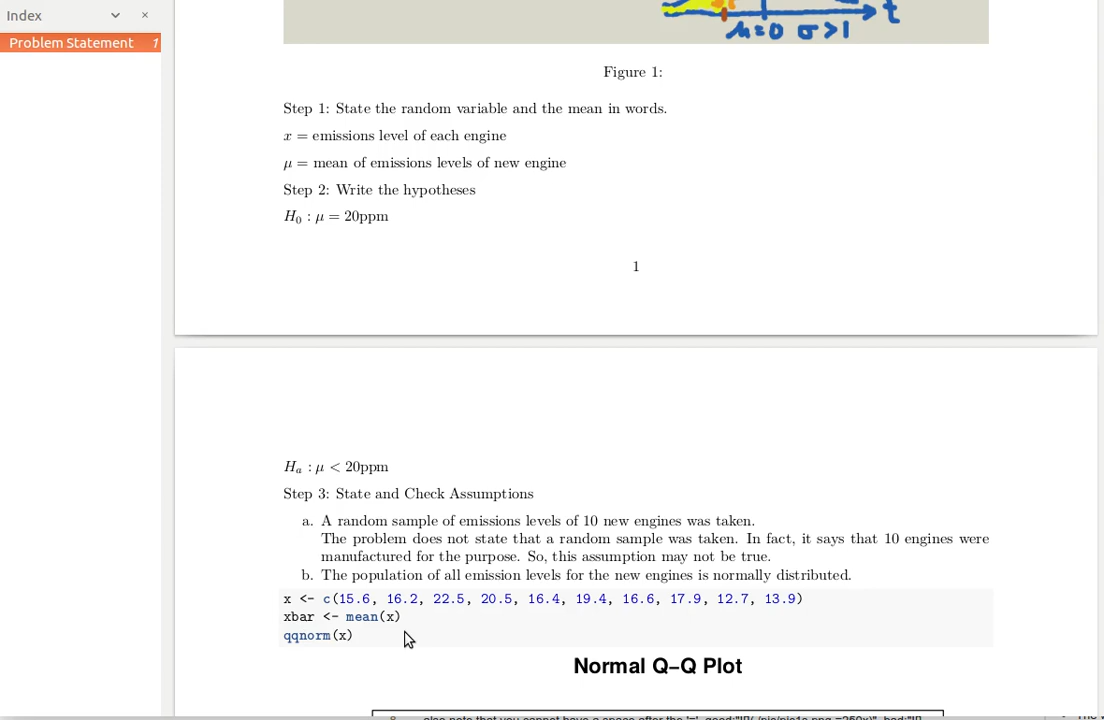 Index
Problem Statement 1
t
μ=0 σ>1
Figure 1:
Step 1: State the random variable and the mean in words.
x = emissions level of each engine
μ = mean of emissions levels of new engine
Step 2: Write the hypotheses
H₀ : μ = 20ppm
1
Hₐ : μ < 20ppm
Step 3: State and Check Assumptions
a. A random sample of emissions levels of 10 new engines was taken.
The problem does not state that a random sample was taken. In fact, it says that 10 engines were
manufactured for the purpose. So, this assumption may not be true.
b. The population of all emission levels for the new engines is normally distributed.
x <- c(15.6, 16.2, 22.5, 20.5, 16.4, 19.4, 16.6, 17.9, 12.7, 13.9)
xbar <- mean(x)
qqnorm(x)
Normal Q–Q Plot